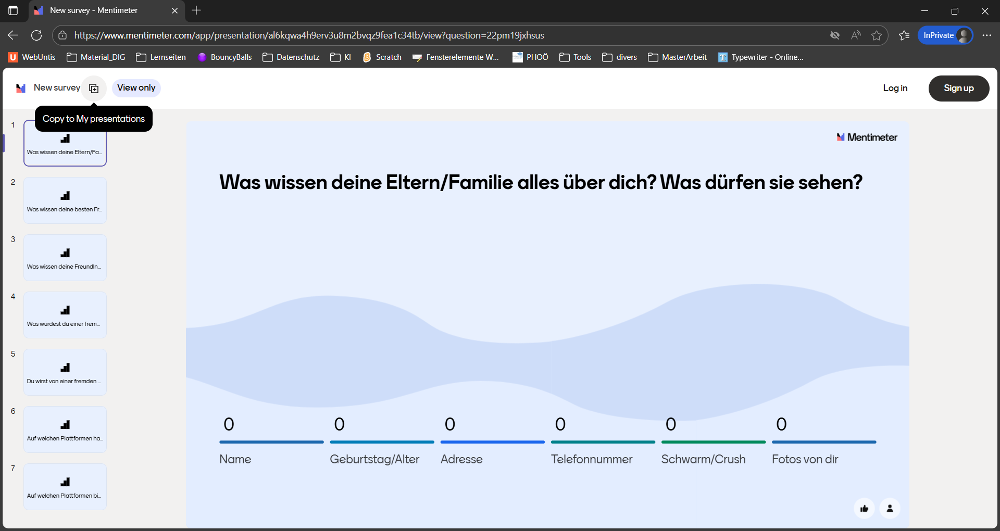 New survey - Mentimeter
https://www.mentimeter.com/app/presentation/al6kqwa4h9erv3u8m2bvqz9fea1c34tb/view?question=22pm19jxhsus
InPrivate
WebUntis
Material_DIG
Lernseiten
BouncyBalls
Datenschutz
KI
Scratch
Fensterelemente W...
PHOÖ
Tools
divers
MasterArbeit
Typewriter - Online...
New survey
View only
Log in
Sign up
Copy to My presentations
1
Was wissen deine Eltern/Fa...
2
Was wissen deine besten Fr...
3
Was wissen deine FreundIn...
4
Was würdest du einer frem...
5
Du wirst von einer fremden ...
6
Auf welchen Plattformen ha...
7
Auf welchen Plattformen bi...
Mentimeter
Was wissen deine Eltern/Familie alles über dich? Was dürfen sie sehen?
0 0 0 0 0 0
Name Geburtstag/Alter Adresse Telefonnummer Schwarm/Crush Fotos von dir